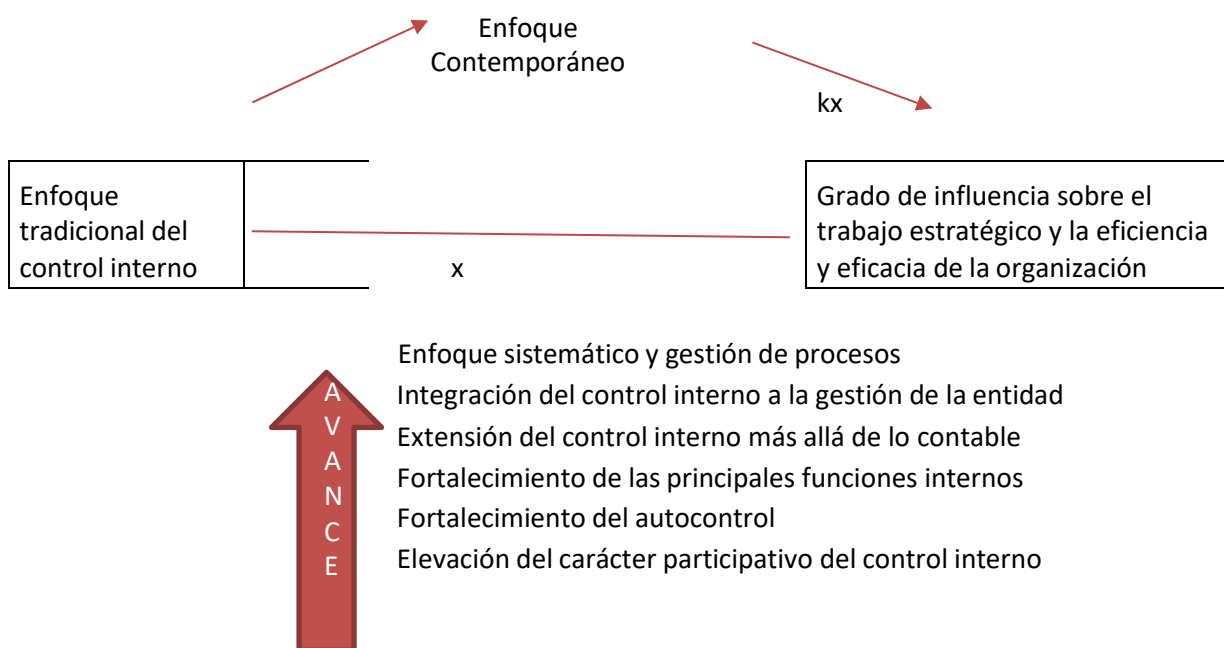 Enfoque
Contemporáneo
kx
Enfoque
tradicional del
control interno
x
Grado de influencia sobre el
trabajo estratégico y la eficiencia
y eficacia de la organización
A
V
A
N
C
E
Enfoque sistemático y gestión de procesos
Integración del control interno a la gestión de la entidad
Extensión del control interno más allá de lo contable
Fortalecimiento de las principales funciones internos
Fortalecimiento del autocontrol
Elevación del carácter participativo del control interno